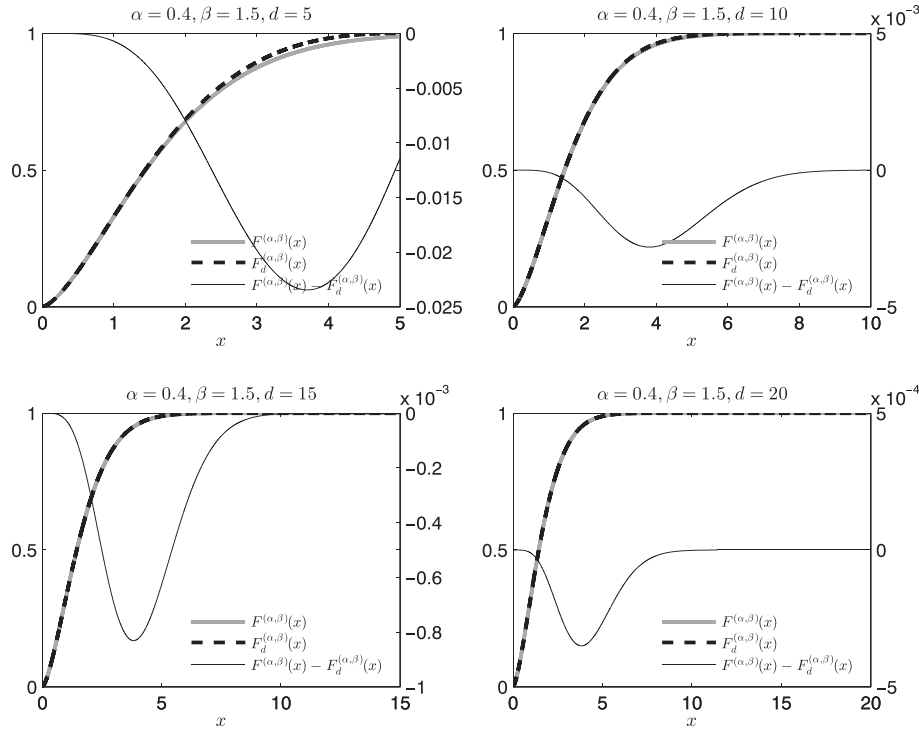 α = 0.4, β = 1.5, d = 5
1
0.5
0
0
−0.005
−0.01
−0.015
−0.02
−0.025
0 1 2 3 4 5
x
F^(α,β)(x)
F_d^(α,β)(x)
F^(α,β)(x) − F_d^(α,β)(x)
α = 0.4, β = 1.5, d = 10
x 10^−3
1
0.5
0
5
0
−5
0 2 4 6 8 10
x
F^(α,β)(x)
F_d^(α,β)(x)
F^(α,β)(x) − F_d^(α,β)(x)
α = 0.4, β = 1.5, d = 15
x 10^−3
1
0.5
0
0
−0.2
−0.4
−0.6
−0.8
−1
0 5 10 15
x
F^(α,β)(x)
F_d^(α,β)(x)
F^(α,β)(x) − F_d^(α,β)(x)
α = 0.4, β = 1.5, d = 20
x 10^−4
1
0.5
0
5
0
−5
0 5 10 15 20
x
F^(α,β)(x)
F_d^(α,β)(x)
F^(α,β)(x) − F_d^(α,β)(x)